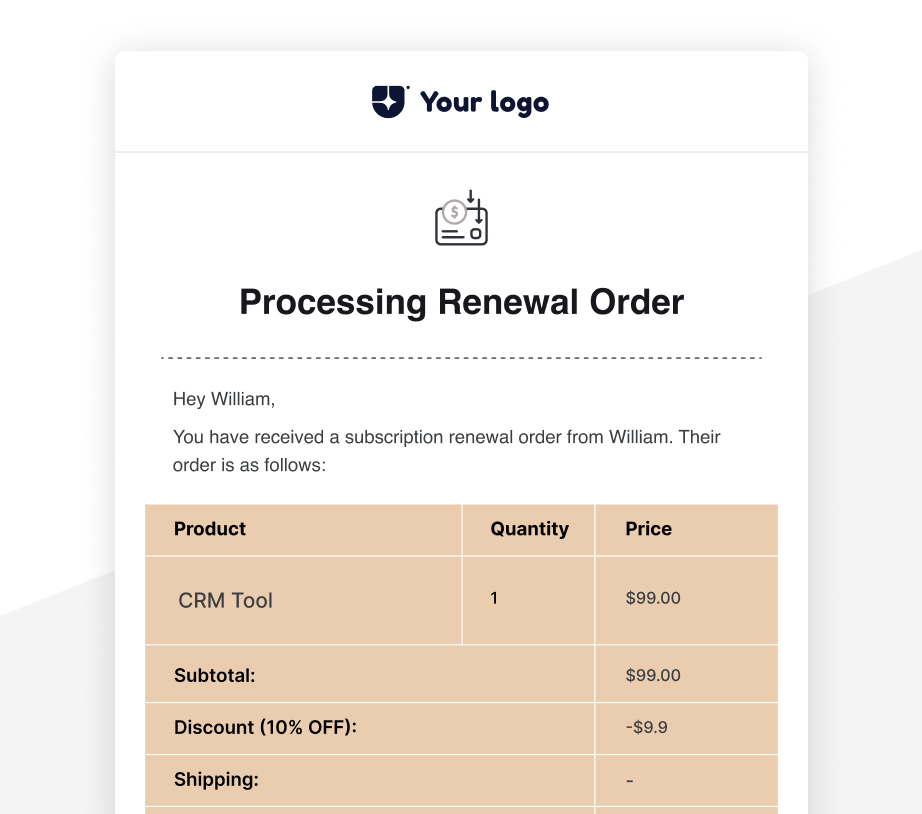 Your logo
$
Processing Renewal Order
Hey William,
You have received a subscription renewal order from William. Their
order is as follows:
Product Quantity Price
CRM Tool 1 $99.00
Subtotal: $99.00
Discount (10% OFF): -$9.9
Shipping: -